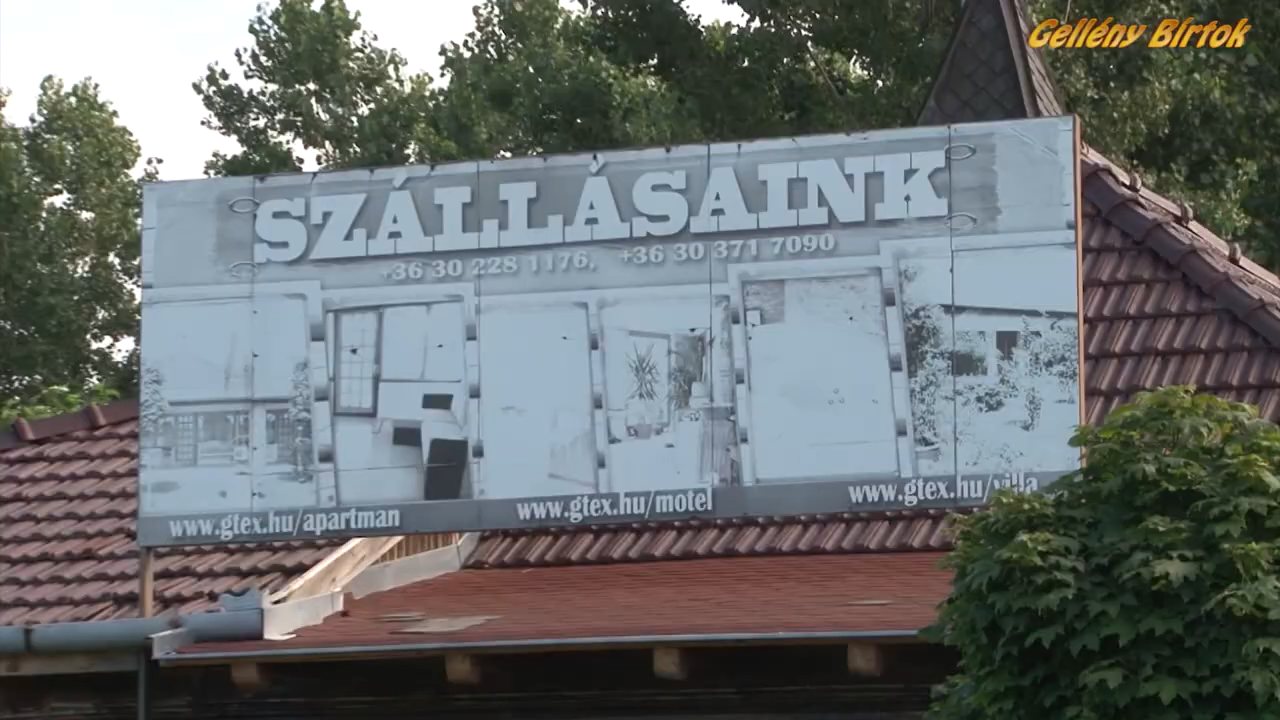 Gellény Bírtok
SZÁLLÁSAINK
+36 30 228 1176, +36 30 371 7090
www.gtex.hu/apartman
www.gtex.hu/motel
www.gtex.hu/villa